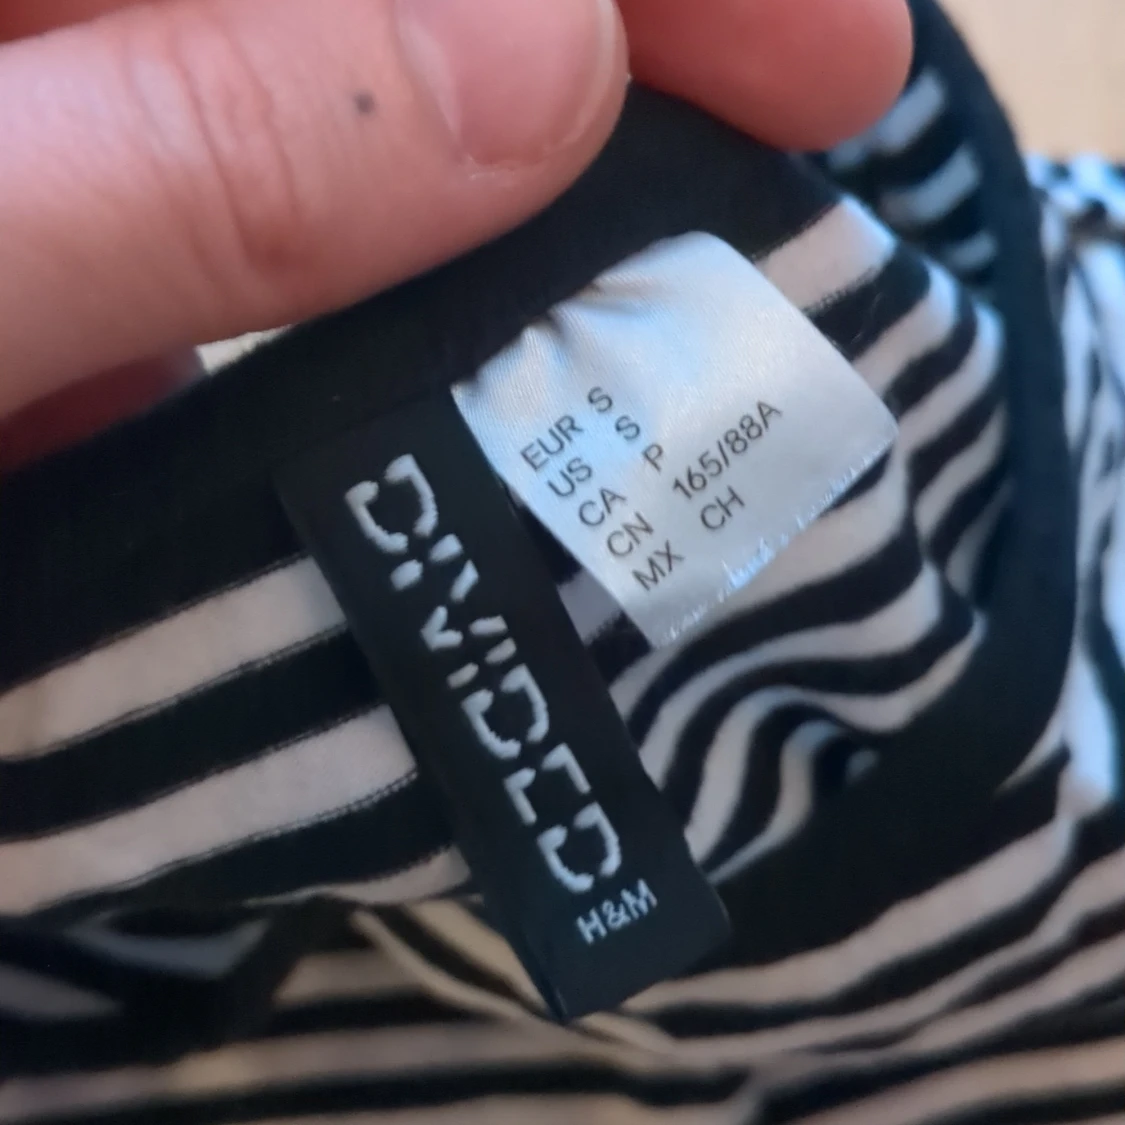 DIVIDED
H&M
EUR S
US S
CA P
CN 165/88A
MX CH